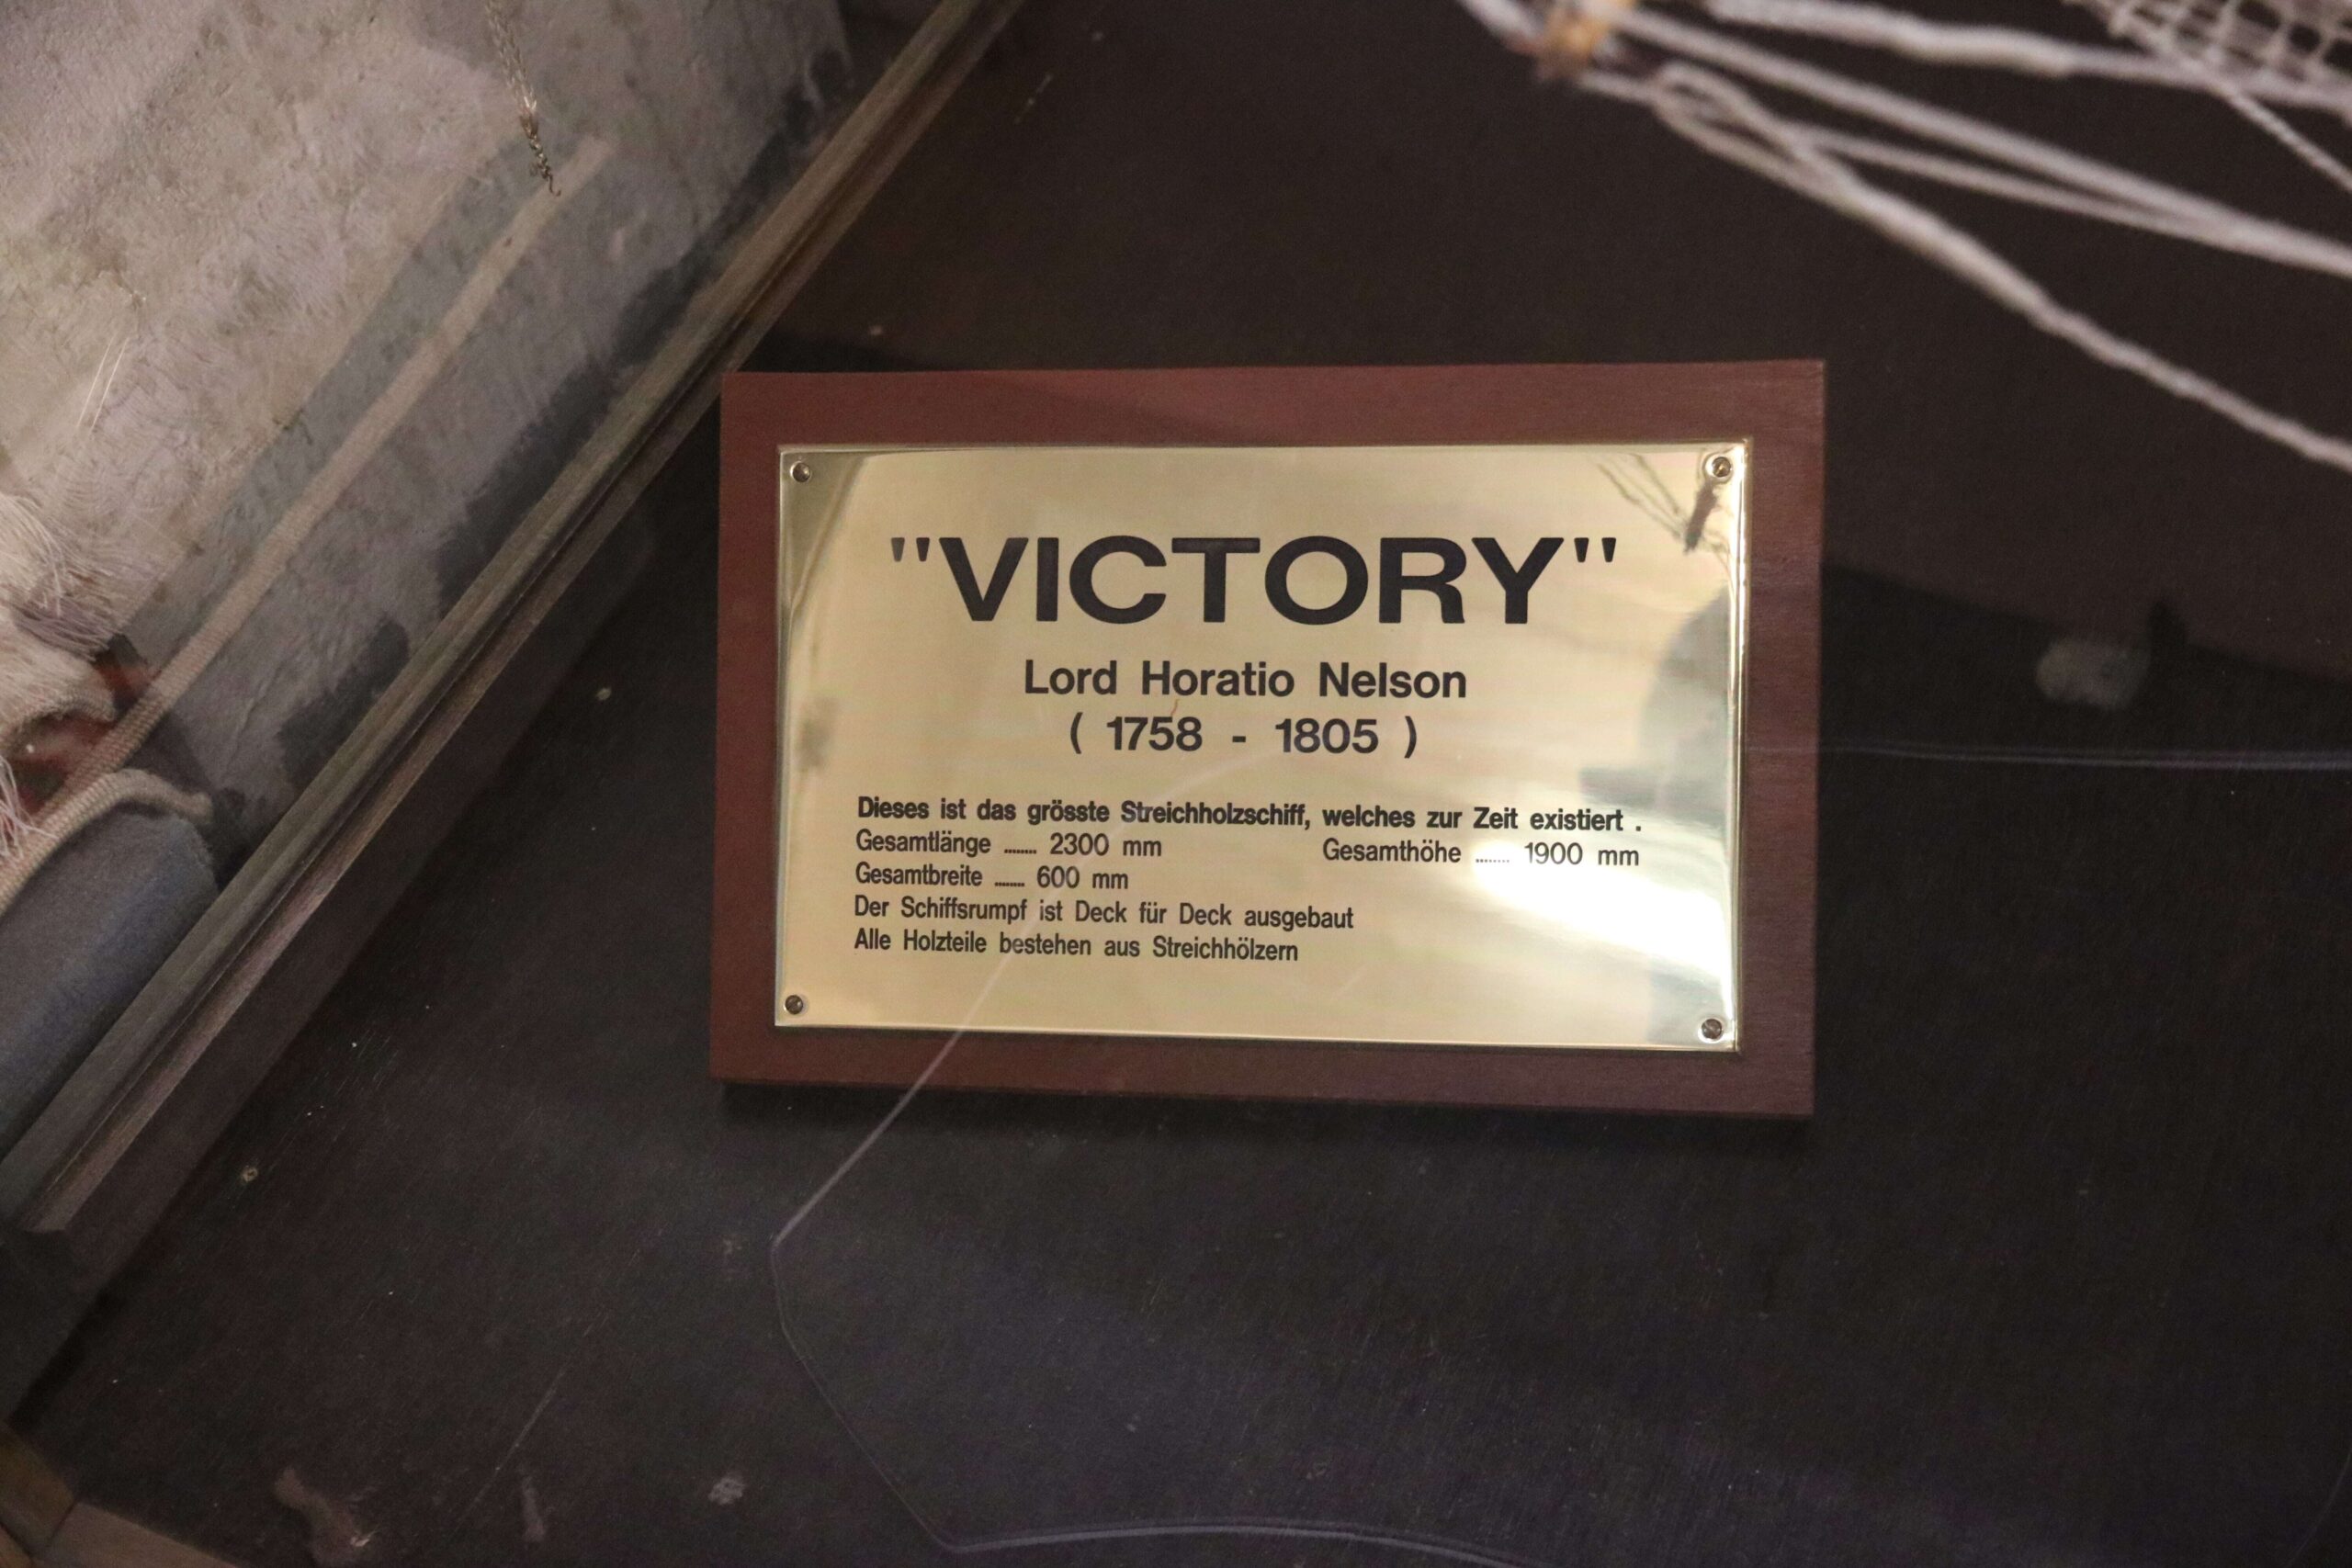 "VICTORY"
Lord Horatio Nelson
( 1758 - 1805 )
Dieses ist das grösste Streichholzschiff, welches zur Zeit existiert .
Gesamtlänge ........ 2300 mm Gesamthöhe ........ 1900 mm
Gesamtbreite ........ 600 mm
Der Schiffsrumpf ist Deck für Deck ausgebaut
Alle Holzteile bestehen aus Streichhölzern